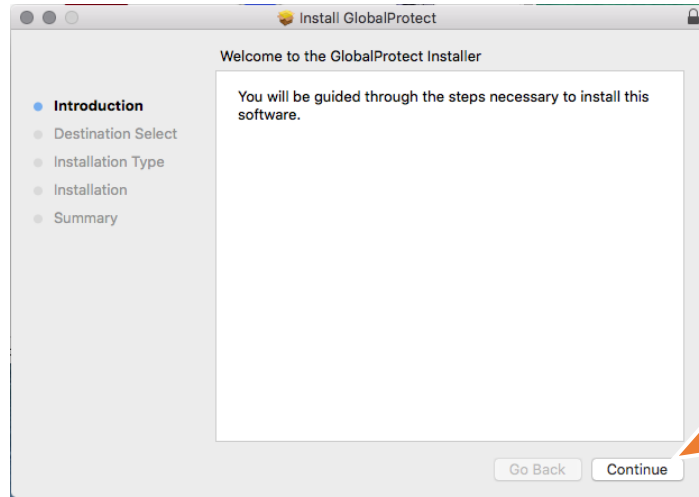 Install GlobalProtect
Welcome to the GlobalProtect Installer
Introduction
Destination Select
Installation Type
Installation
Summary
You will be guided through the steps necessary to install this
software.
Go Back
Continue